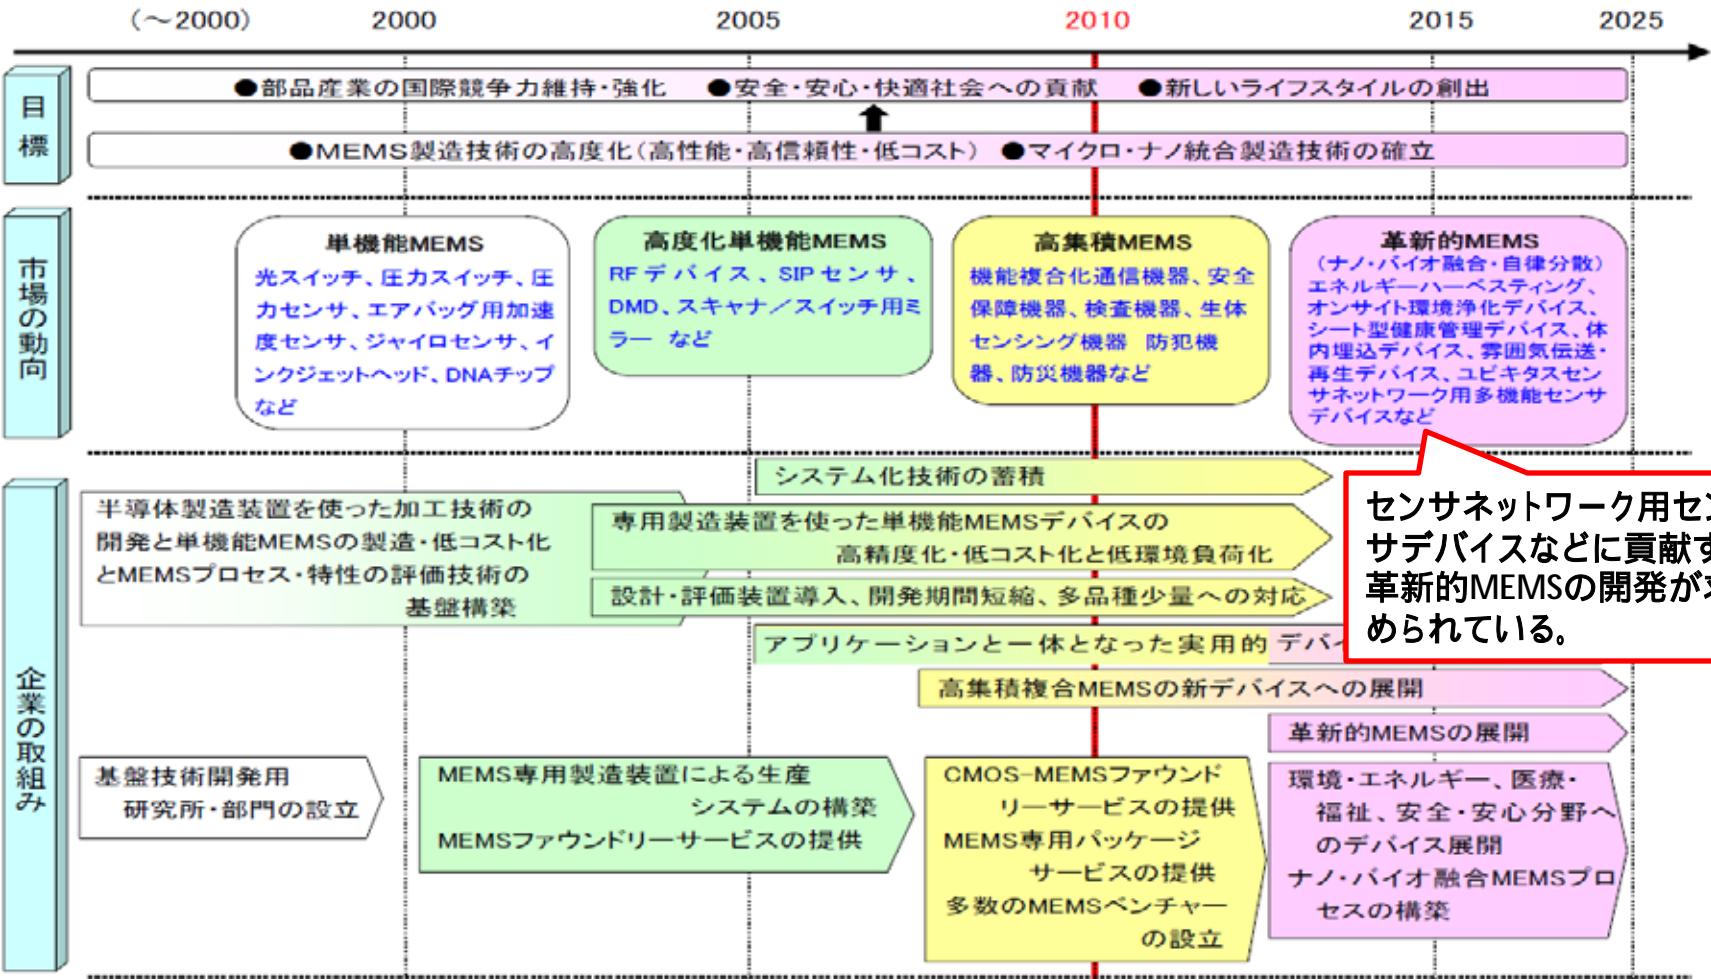 (～2000)
2000
2005
2010
2015
2025
目標
●部品産業の国際競争力維持・強化 ●安全・安心・快適社会への貢献 ●新しいライフスタイルの創出
●MEMS製造技術の高度化(高性能・高信頼性・低コスト) ●マイクロ・ナノ統合製造技術の確立
市場の動向
単機能MEMS
光スイッチ、圧力スイッチ、圧
力センサ、エアバッグ用加速
度センサ、ジャイロセンサ、イ
ンクジェットヘッド、DNAチップ
など
高度化単機能MEMS
RFデバイス、SIPセンサ、
DMD、スキャナ／スイッチ用ミ
ラー など
高集積MEMS
機能複合化通信機器、安全
保障機器、検査機器、生体
センシング機器 防犯機
器、防災機器など
革新的MEMS
(ナノ・バイオ融合・自律分散)
エネルギーハーベスティング、
オンサイト環境浄化デバイス、
シート型健康管理デバイス、体
内埋込デバイス、雰囲気伝送・
再生デバイス、ユビキタスセン
サネットワーク用多機能センサ
デバイスなど
センサネットワーク用セン
サデバイスなどに貢献す
革新的MEMSの開発が求
められている。
企業の取組み
システム化技術の蓄積
半導体製造装置を使った加工技術の
開発と単機能MEMSの製造・低コスト化
とMEMSプロセス・特性の評価技術の
基盤構築
専用製造装置を使った単機能MEMSデバイスの
高精度化・低コスト化と低環境負荷化
設計・評価装置導入、開発期間短縮、多品種少量への対応
アプリケーションと一体となった実用的 デバイ
高集積複合MEMSの新デバイスへの展開
革新的MEMSの展開
基盤技術開発用
研究所・部門の設立
MEMS専用製造装置による生産
システムの構築
MEMSファウンドリーサービスの提供
CMOS-MEMSファウンド
リーサービスの提供
MEMS専用パッケージ
サービスの提供
多数のMEMSベンチャー
の設立
環境・エネルギー、医療・
福祉、安全・安心分野へ
のデバイス展開
ナノ・バイオ融合MEMSプロ
セスの構築